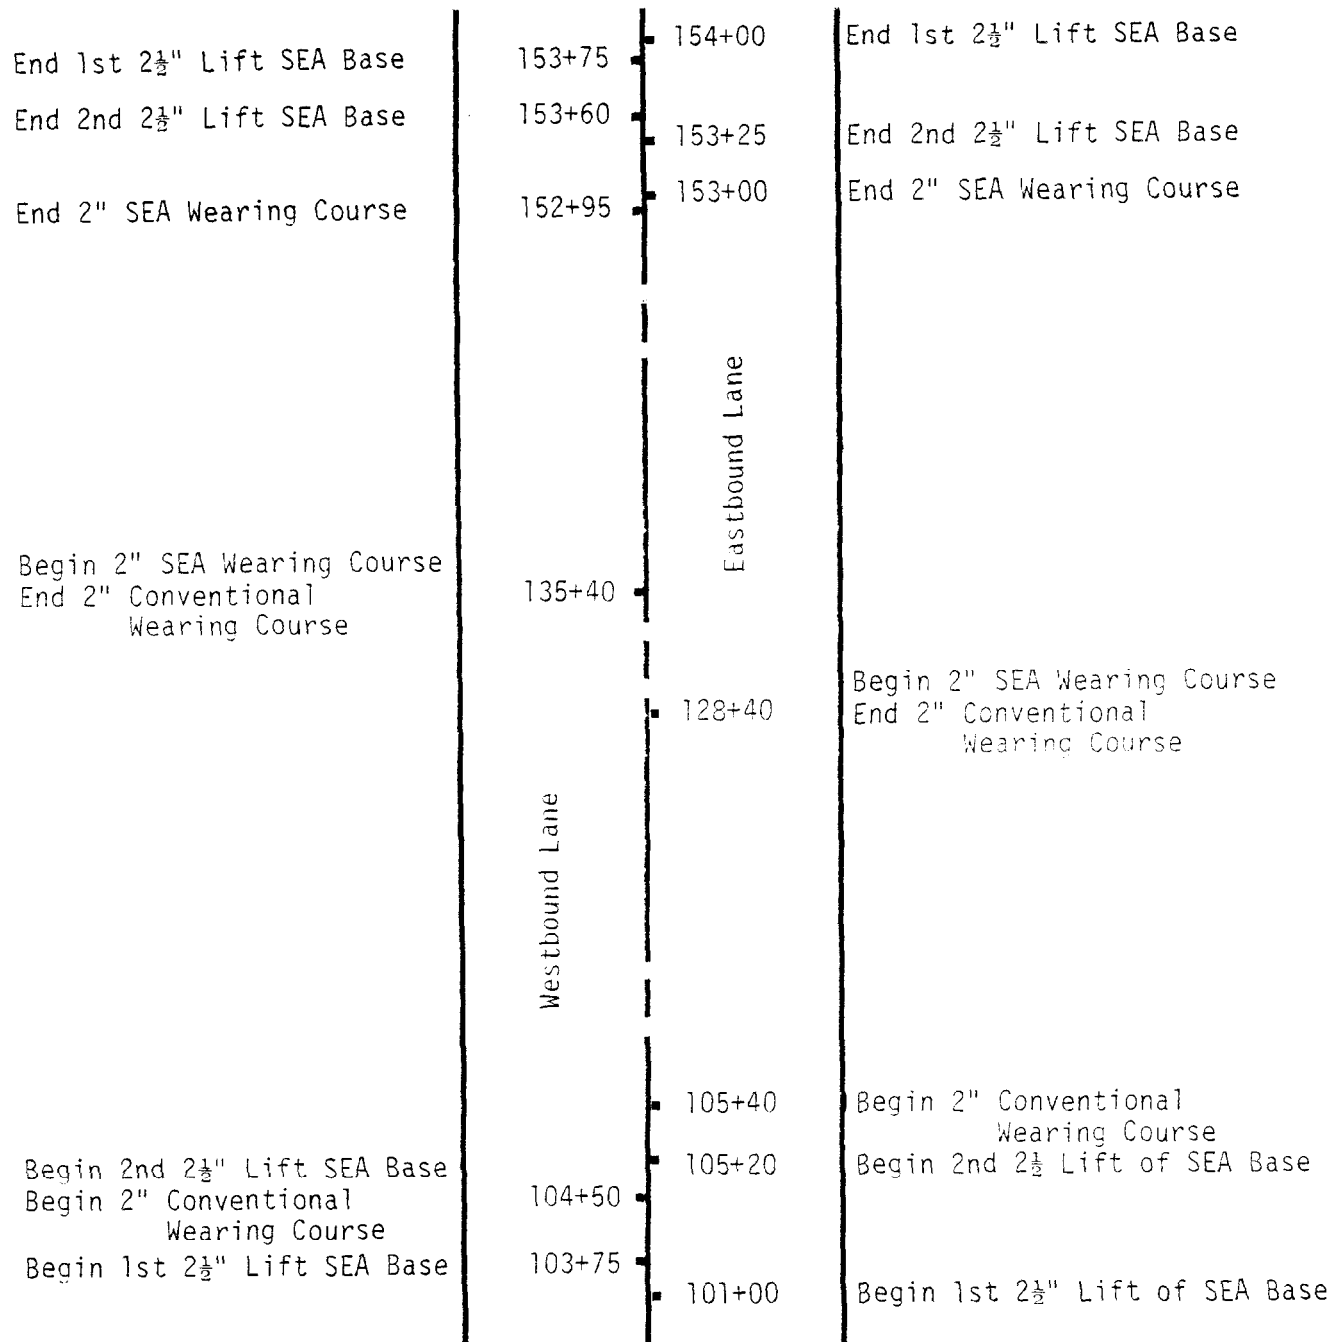 154+00 End 1st 2½" Lift SEA Base
End 1st 2½" Lift SEA Base 153+75
End 2nd 2½" Lift SEA Base 153+60
153+25 End 2nd 2½" Lift SEA Base
153+00 End 2" SEA Wearing Course
End 2" SEA Wearing Course 152+95
Eastbound Lane
Begin 2" SEA Wearing Course
End 2" Conventional 135+40
Wearing Course
Begin 2" SEA Wearing Course
128+40 End 2" Conventional
Wearing Course
Westbound Lane
105+40 Begin 2" Conventional
Wearing Course
105+20 Begin 2nd 2½ Lift of SEA Base
Begin 2nd 2½" Lift SEA Base
Begin 2" Conventional 104+50
Wearing Course
Begin 1st 2½" Lift SEA Base 103+75
101+00 Begin 1st 2½" Lift of SEA Base